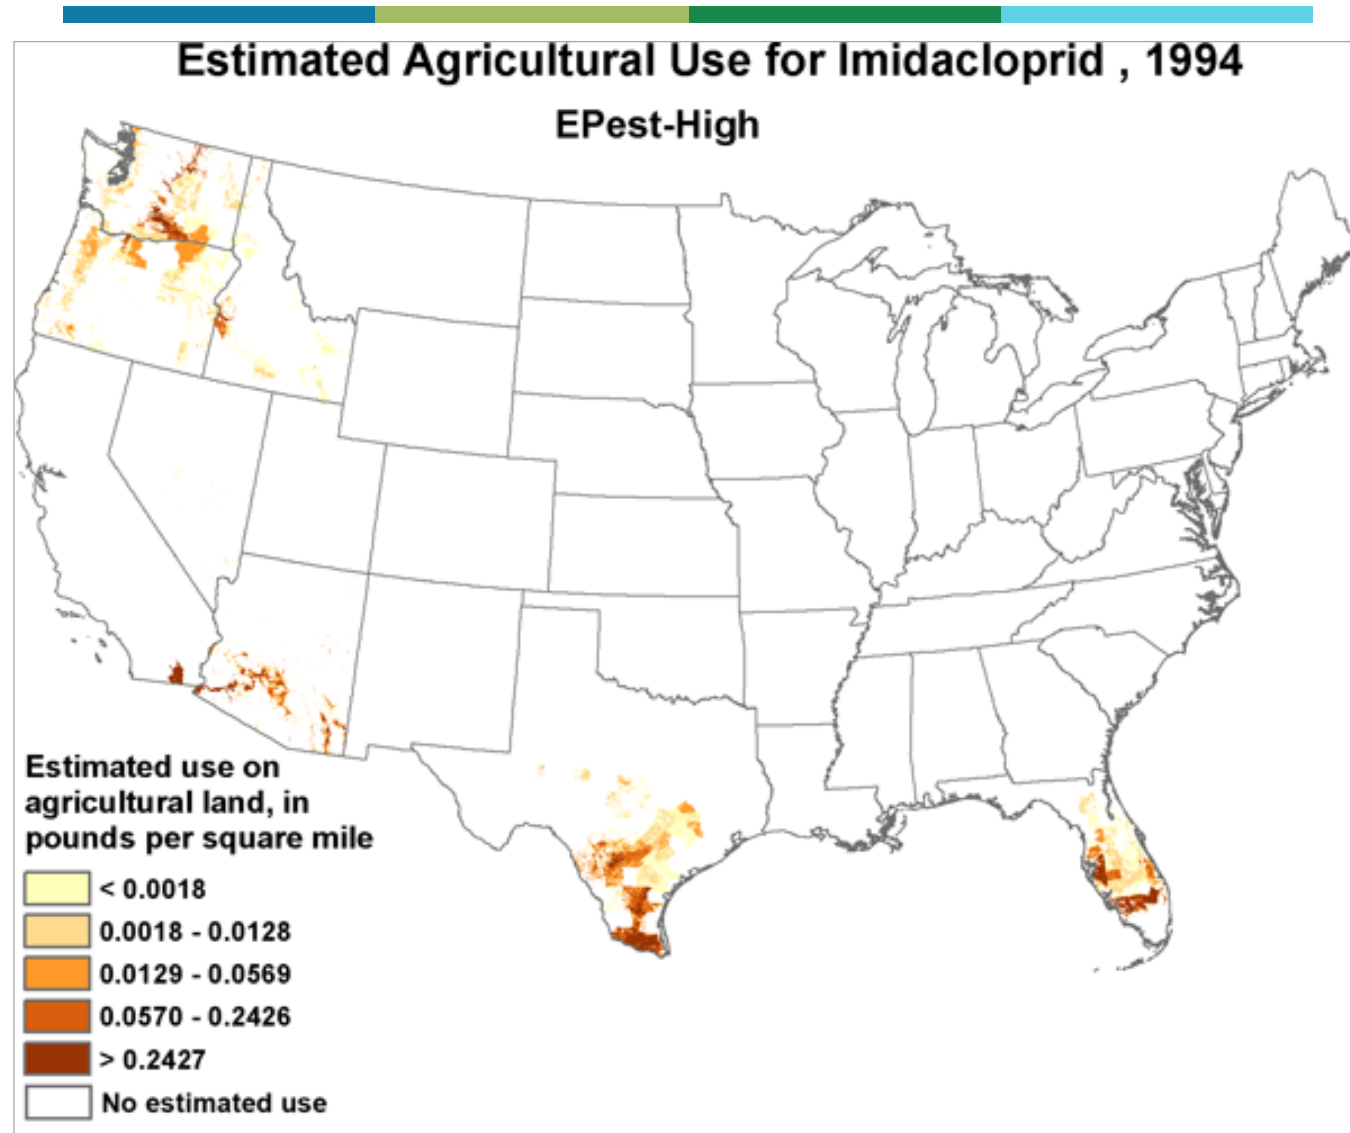 Estimated Agricultural Use for Imidacloprid , 1994
EPest-High
Estimated use on
agricultural land, in
pounds per square mile
< 0.0018
0.0018 - 0.0128
0.0129 - 0.0569
0.0570 - 0.2426
> 0.2427
No estimated use